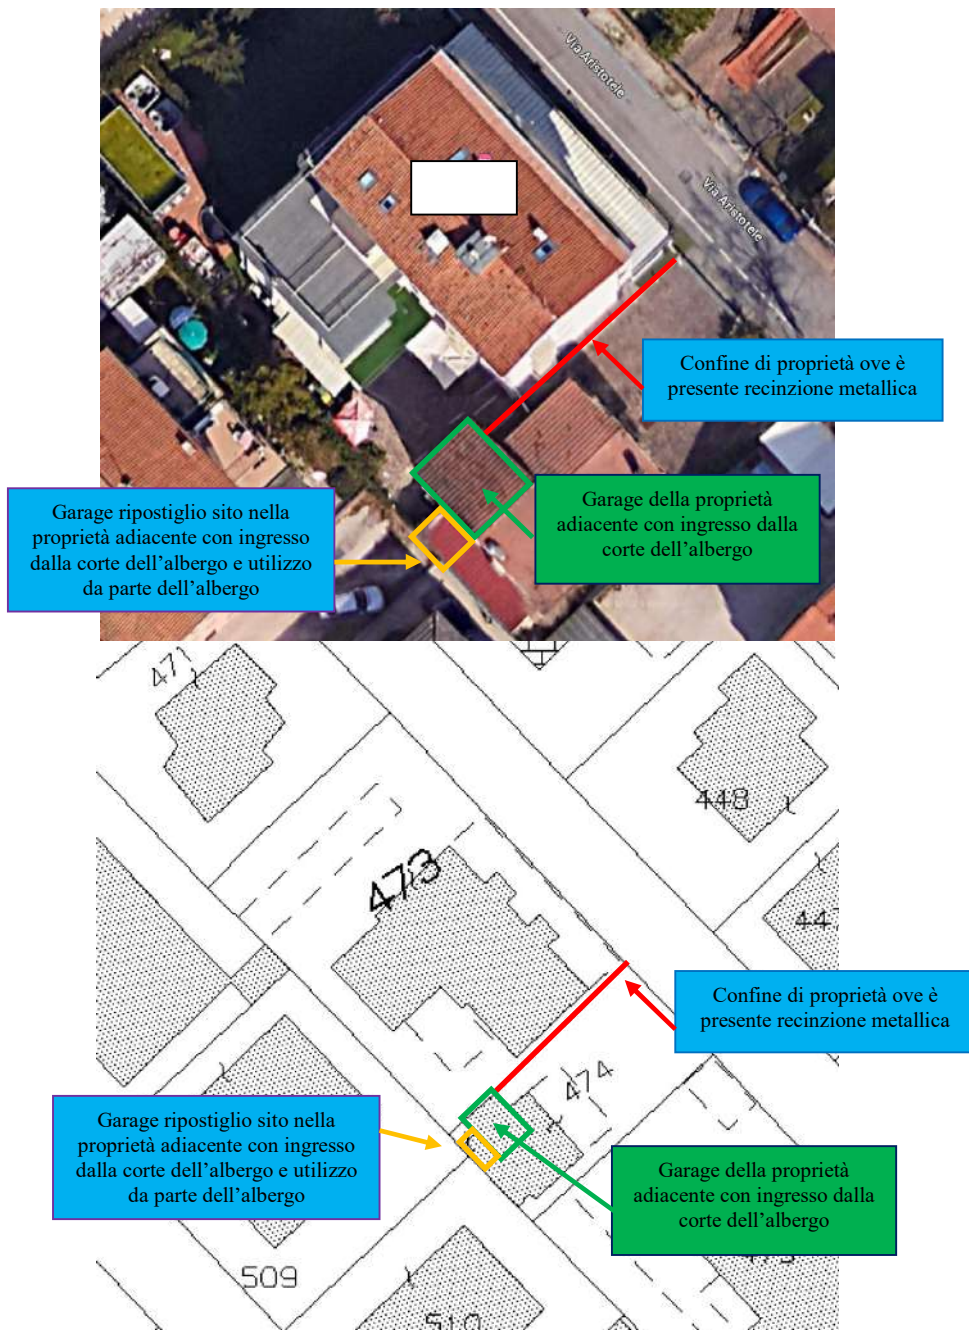 Via Aristotele
Via Aristotele
Confine di proprietà ove è
presente recinzione metallica
Garage della proprietà
adiacente con ingresso dalla
corte dell’albergo
Garage ripostiglio sito nella
proprietà adiacente con ingresso
dalla corte dell’albergo e utilizzo
da parte dell’albergo
471
448
473
447
Confine di proprietà ove è
presente recinzione metallica
474
Garage ripostiglio sito nella
proprietà adiacente con ingresso
dalla corte dell’albergo e utilizzo
da parte dell’albergo
Garage della proprietà
adiacente con ingresso dalla
corte dell’albergo
509
510